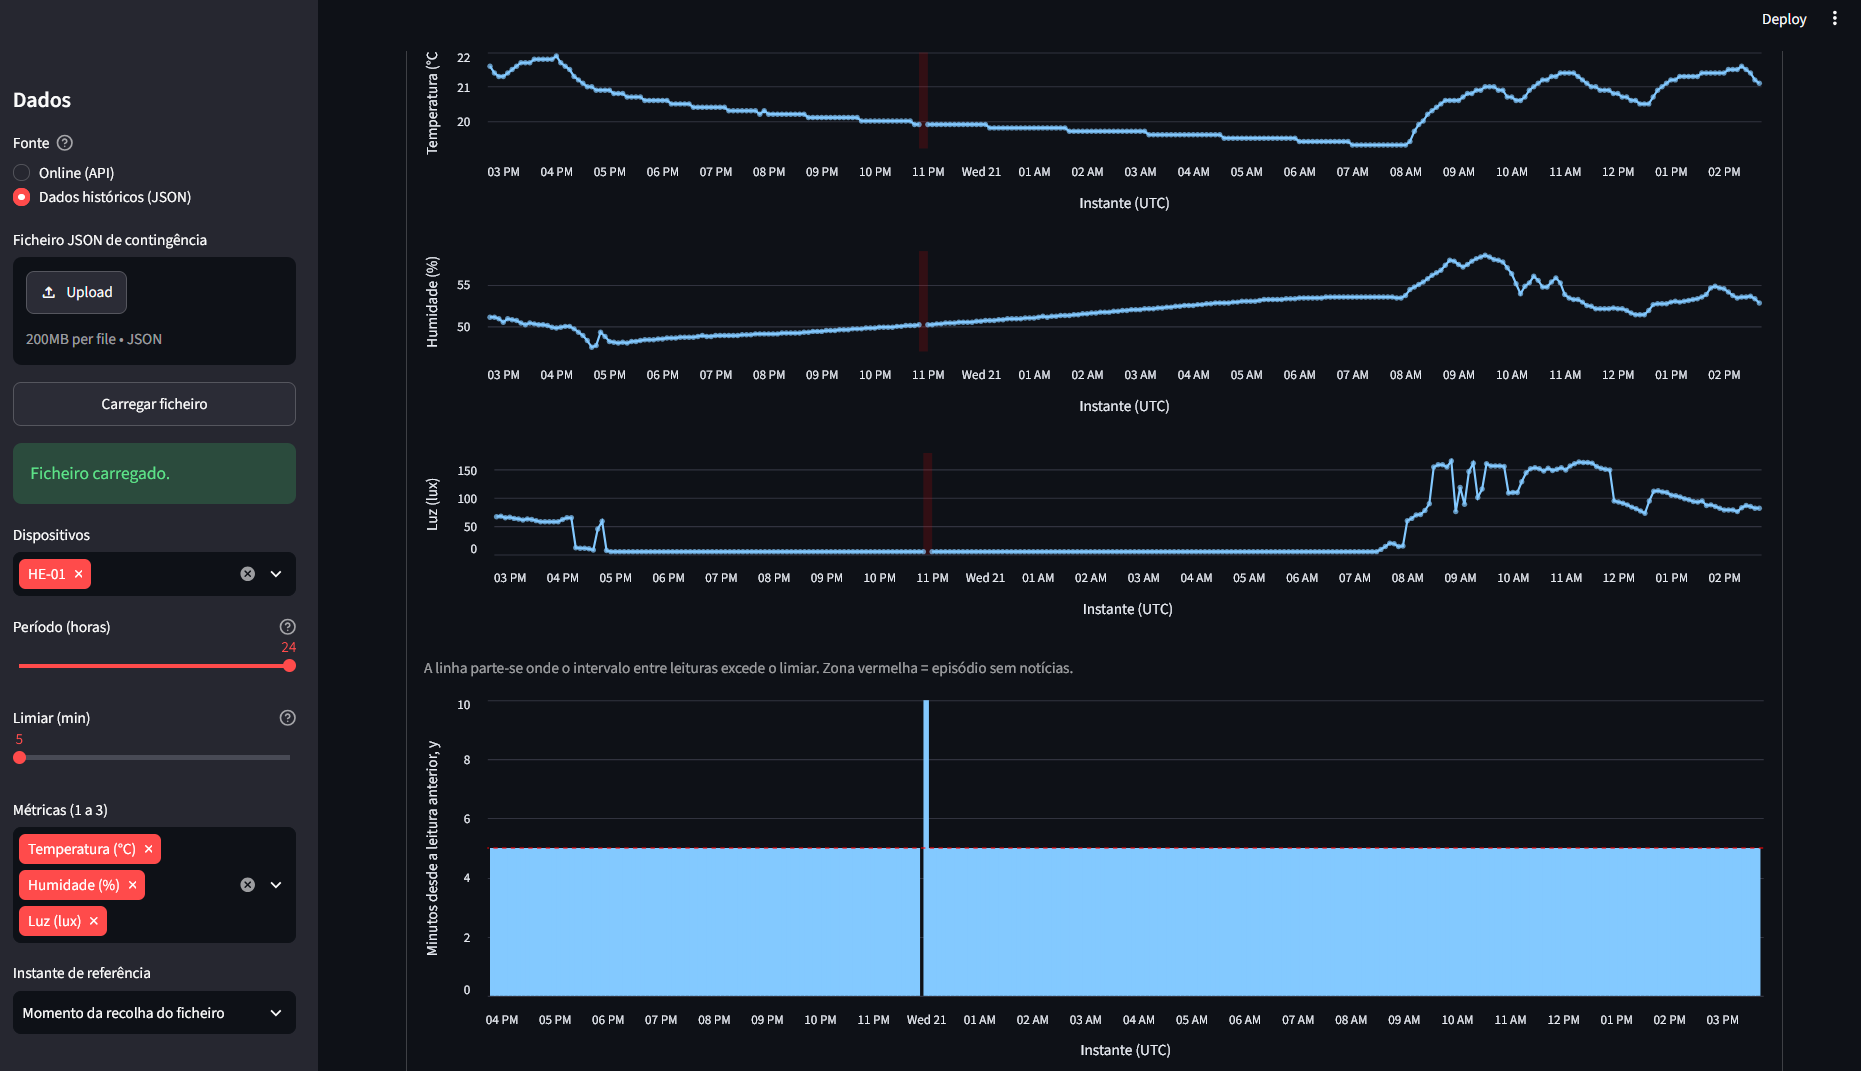 Deploy
Dados
Fonte
Online (API)
Dados históricos (JSON)
Ficheiro JSON de contingência
Upload
200MB per file • JSON
Carregar ficheiro
Ficheiro carregado.
Dispositivos
HE-01
Período (horas)
24
Limiar (min)
5
Métricas (1 a 3)
Temperatura (°C)
Humidade (%)
Luz (lux)
Instante de referência
Momento da recolha do ficheiro
Temperatura (°C
22
21
20
03 PM 04 PM 05 PM 06 PM 07 PM 08 PM 09 PM 10 PM 11 PM Wed 21 01 AM 02 AM 03 AM 04 AM 05 AM 06 AM 07 AM 08 AM 09 AM 10 AM 11 AM 12 PM 01 PM 02 PM
Instante (UTC)
Humidade (%)
55
50
03 PM 04 PM 05 PM 06 PM 07 PM 08 PM 09 PM 10 PM 11 PM Wed 21 01 AM 02 AM 03 AM 04 AM 05 AM 06 AM 07 AM 08 AM 09 AM 10 AM 11 AM 12 PM 01 PM 02 PM
Instante (UTC)
Luz (lux)
150
100
50
0
03 PM 04 PM 05 PM 06 PM 07 PM 08 PM 09 PM 10 PM 11 PM Wed 21 01 AM 02 AM 03 AM 04 AM 05 AM 06 AM 07 AM 08 AM 09 AM 10 AM 11 AM 12 PM 01 PM 02 PM
Instante (UTC)
A linha parte-se onde o intervalo entre leituras excede o limiar. Zona vermelha = episódio sem notícias.
Minutos desde a leitura anterior, y
10
8
6
4
2
0
04 PM 05 PM 06 PM 07 PM 08 PM 09 PM 10 PM 11 PM Wed 21 01 AM 02 AM 03 AM 04 AM 05 AM 06 AM 07 AM 08 AM 09 AM 10 AM 11 AM 12 PM 01 PM 02 PM 03 PM
Instante (UTC)